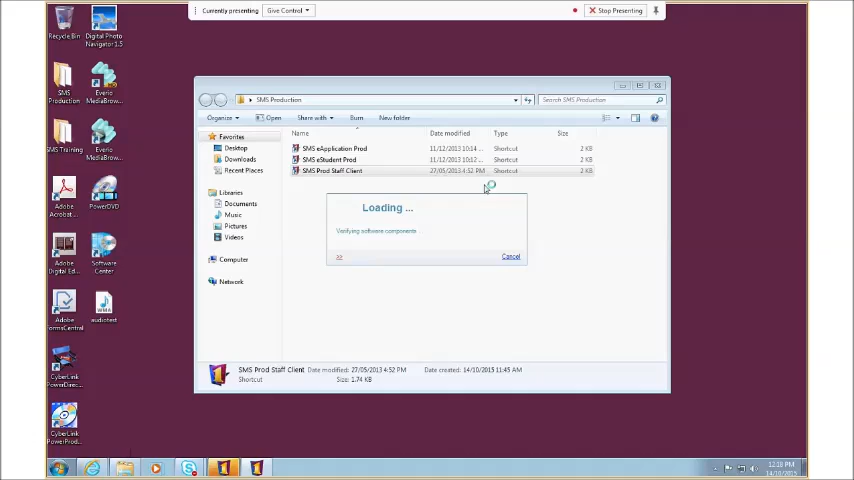 Currently presenting
Give Control
Stop Presenting
Recycle Bin
Digital Photo Navigator 1.5
SMS Production
Everio MediaBrow...
SMS Training
Everio MediaBrow...
Adobe Acrobat...
PowerDVD
Adobe Digital Ed...
Software Center
Adobe FormsCentral
audiotest
CyberLink PowerDirec...
CyberLink PowerProd...
SMS Production
Search SMS Production
Organize
Open
Share with
Burn
New folder
Favorites
Desktop
Downloads
Recent Places
Libraries
Documents
Music
Pictures
Videos
Computer
Network
Name Date modified Type Size
SMS eApplication Prod 11/12/2013 10:14 ... Shortcut 2 KB
SMS eStudent Prod 11/12/2013 10:12 ... Shortcut 2 KB
SMS Prod Staff Client 27/05/2013 4:52 PM Shortcut 2 KB
Loading ...
Verifying software components
>>
Cancel
SMS Prod Staff Client Date modified: 27/05/2013 4:52 PM Date created: 14/10/2015 11:45 AM
Shortcut Size: 1.74 KB
12:18 PM
14/10/2015